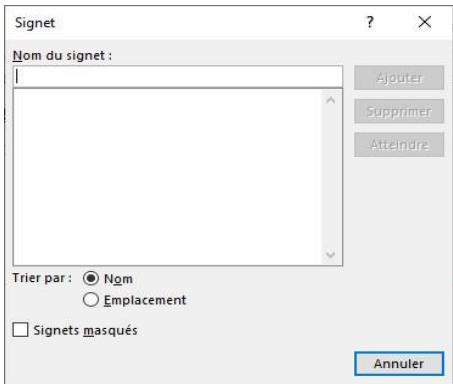 Signet ?
Nom du signet :
Ajouter
Supprimer
Atteindre
Trier par : Nom
Emplacement
Signets masqués
Annuler